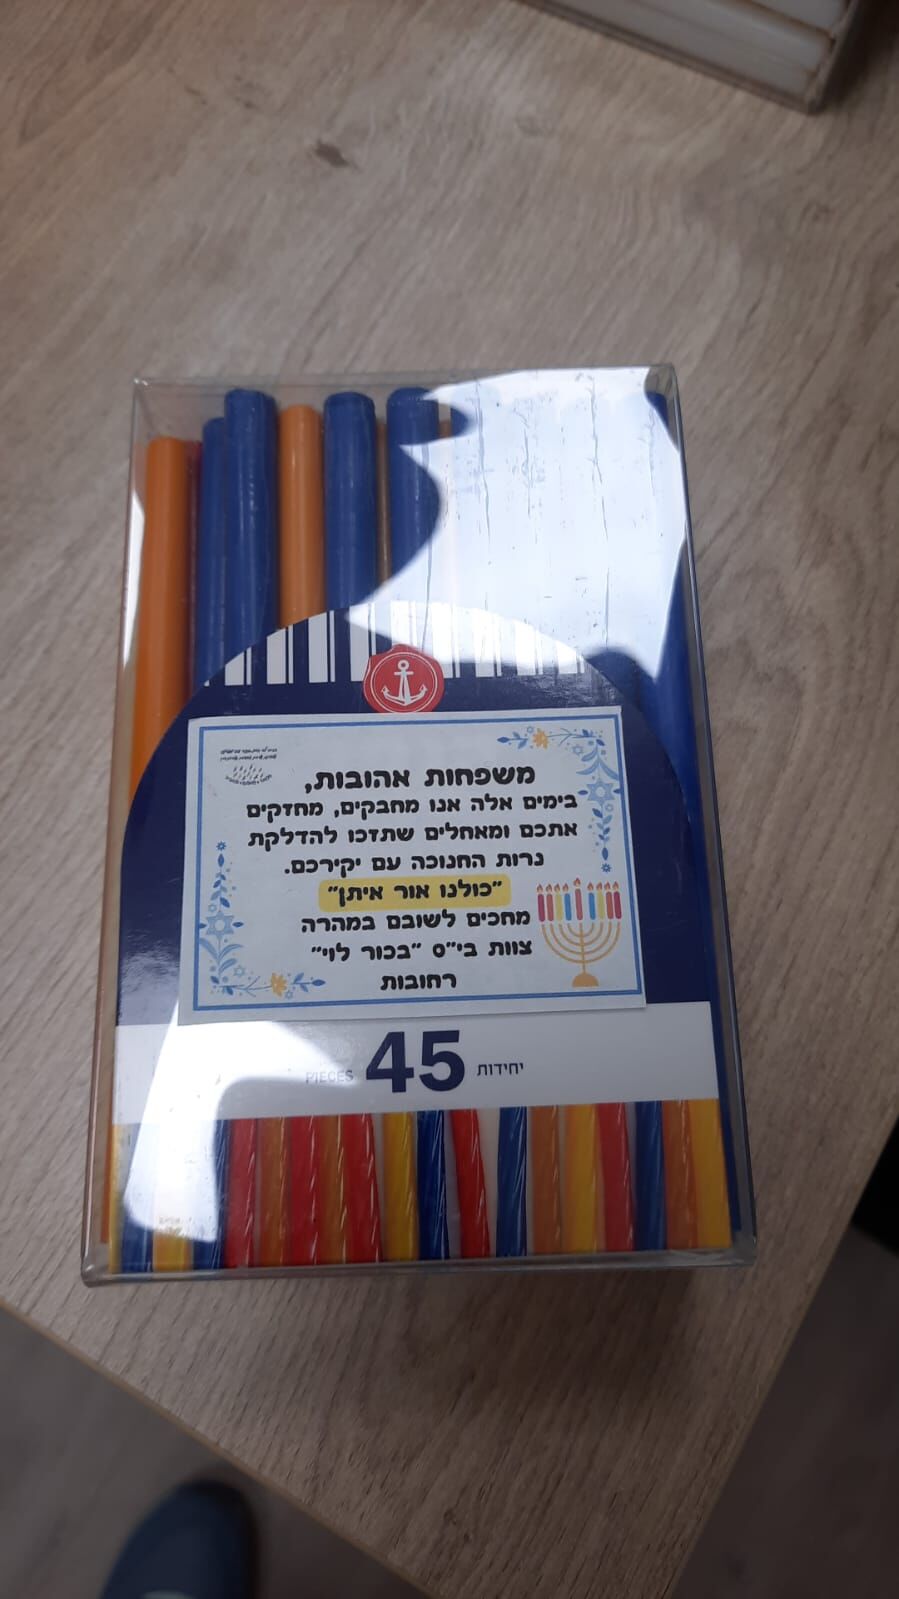 משפחות אהובות,
בימים אלה אנו מחבקים, מחזקים
אתכם ומאחלים שתזכו להדלקת
נרות החנוכה עם יקירכם.
"כולנו אור איתן"
מחכים לשובם במהרה
צוות בי"ס "בכור לוי"
רחובות
יחידות 45 PIECES